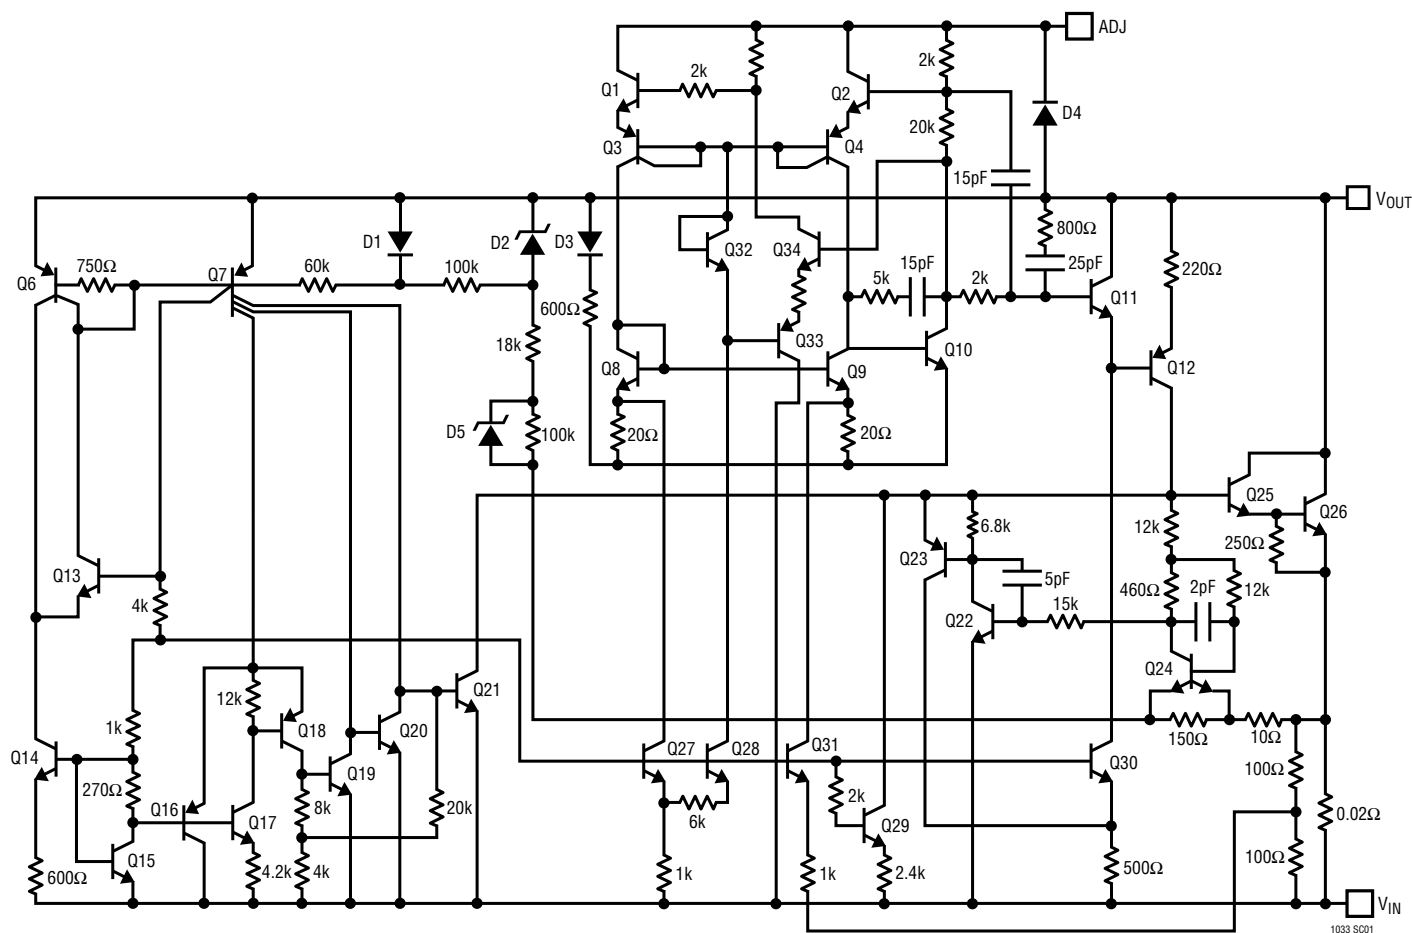 ADJ
2k
Q1
2k
Q2
D4
20k
Q3
Q4
15pF
VOUT
D1
D2
D3
Q32
Q34
800Ω
750Ω
Q7
60k
100k
5k
15pF
2k
25pF
220Ω
Q6
600Ω
Q11
18k
Q33
Q8
Q9
Q10
Q12
D5
100k
20Ω
20Ω
Q25
Q26
6.8k
12k
250Ω
Q23
Q13
4k
5pF
460Ω
2pF
12k
Q22
15k
Q24
12k
Q21
1k
Q18
Q20
150Ω
10Ω
Q14
Q27
Q28
Q31
Q30
Q19
100Ω
270Ω
Q16
Q17
8k
20k
6k
2k
Q29
0.02Ω
Q15
600Ω
4.2k
4k
1k
1k
2.4k
500Ω
100Ω
VIN
1033 SC01